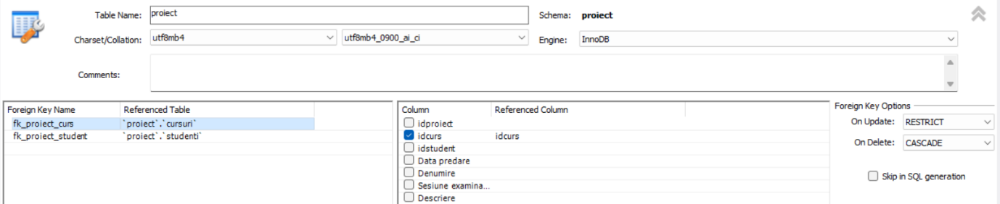 Table Name: proiect Schema: proiect
Charset/Collation: utf8mb4 utf8mb4_0900_ai_ci Engine: InnoDB
Comments:
Foreign Key Name Referenced Table
fk_proiect_curs `proiect`.`cursuri`
fk_proiect_student `proiect`.`studenti`
Column Referenced Column
idproiect
idcurs idcurs
idstudent
Data predare
Denumire
Sesiune examina...
Descriere
Foreign Key Options
On Update: RESTRICT
On Delete: CASCADE
Skip in SQL generation